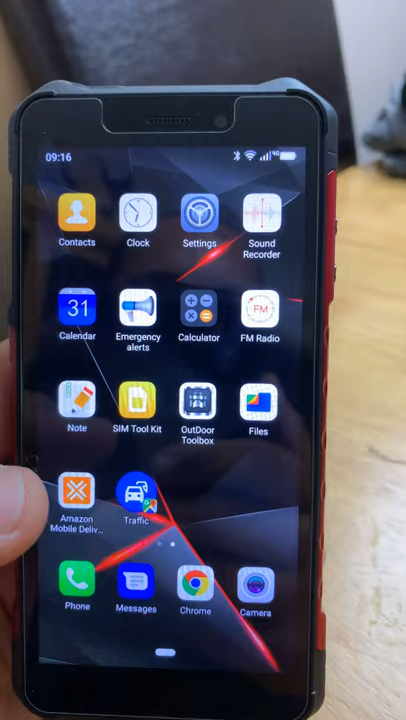 09:16
4G
Contacts
Clock
Settings
Sound
Recorder
31
FM
Calendar
Emergency
alerts
Calculator
FM Radio
Note
SIM Tool Kit
OutDoor
Toolbox
Files
Amazon
Mobile Deliv...
Traffic
Phone
Messages
Chrome
Camera